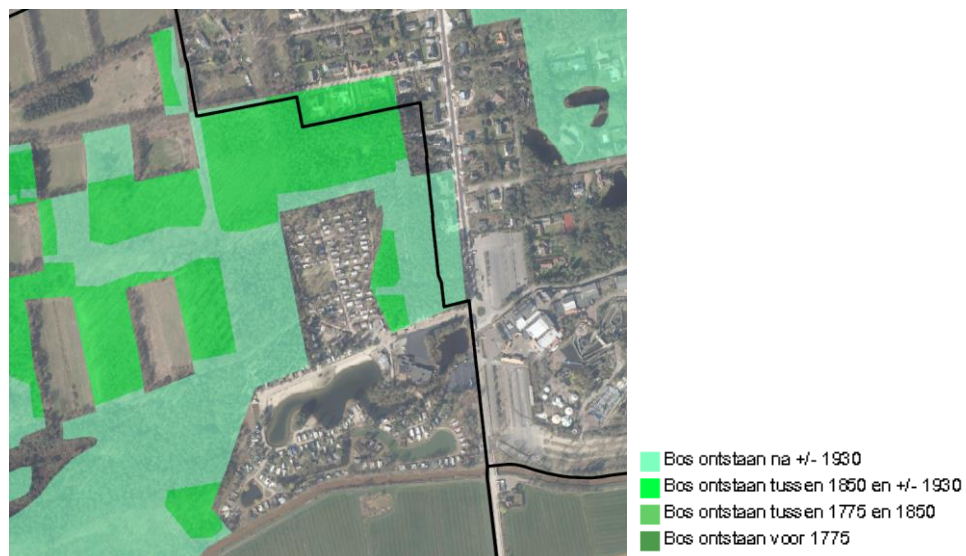 Bos ontstaan na +/- 1930
Bos ontstaan tussen 1850 en +/- 1930
Bos ontstaan tussen 1775 en 1850
Bos ontstaan voor 1775